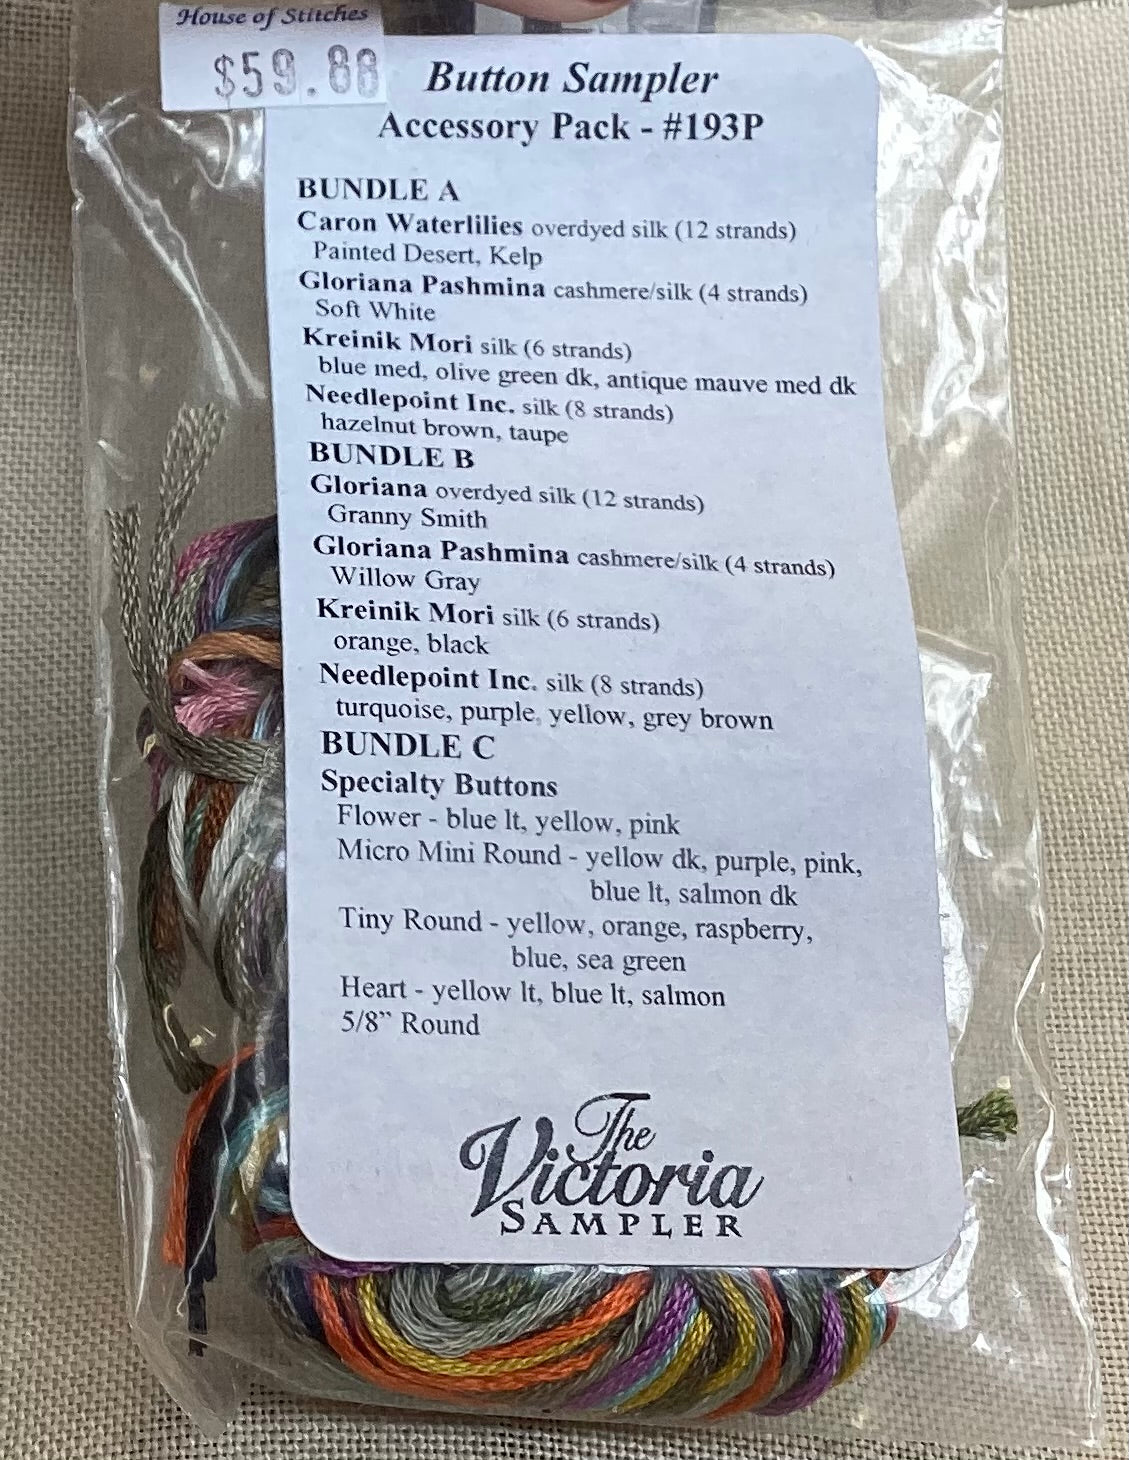 House of Stitches
$59.88
Button Sampler
Accessory Pack - #193P
BUNDLE A
Caron Waterlilies overdyed silk (12 strands)
Painted Desert, Kelp
Gloriana Pashmina cashmere/silk (4 strands)
Soft White
Kreinik Mori silk (6 strands)
blue med, olive green dk, antique mauve med dk
Needlepoint Inc. silk (8 strands)
hazelnut brown, taupe
BUNDLE B
Gloriana overdyed silk (12 strands)
Granny Smith
Gloriana Pashmina cashmere/silk (4 strands)
Willow Gray
Kreinik Mori silk (6 strands)
orange, black
Needlepoint Inc. silk (8 strands)
turquoise, purple, yellow, grey brown
BUNDLE C
Specialty Buttons
Flower - blue lt, yellow, pink
Micro Mini Round - yellow dk, purple, pink,
blue lt, salmon dk
Tiny Round - yellow, orange, raspberry,
blue, sea green
Heart - yellow lt, blue lt, salmon
5/8” Round
The
Victoria
SAMPLER